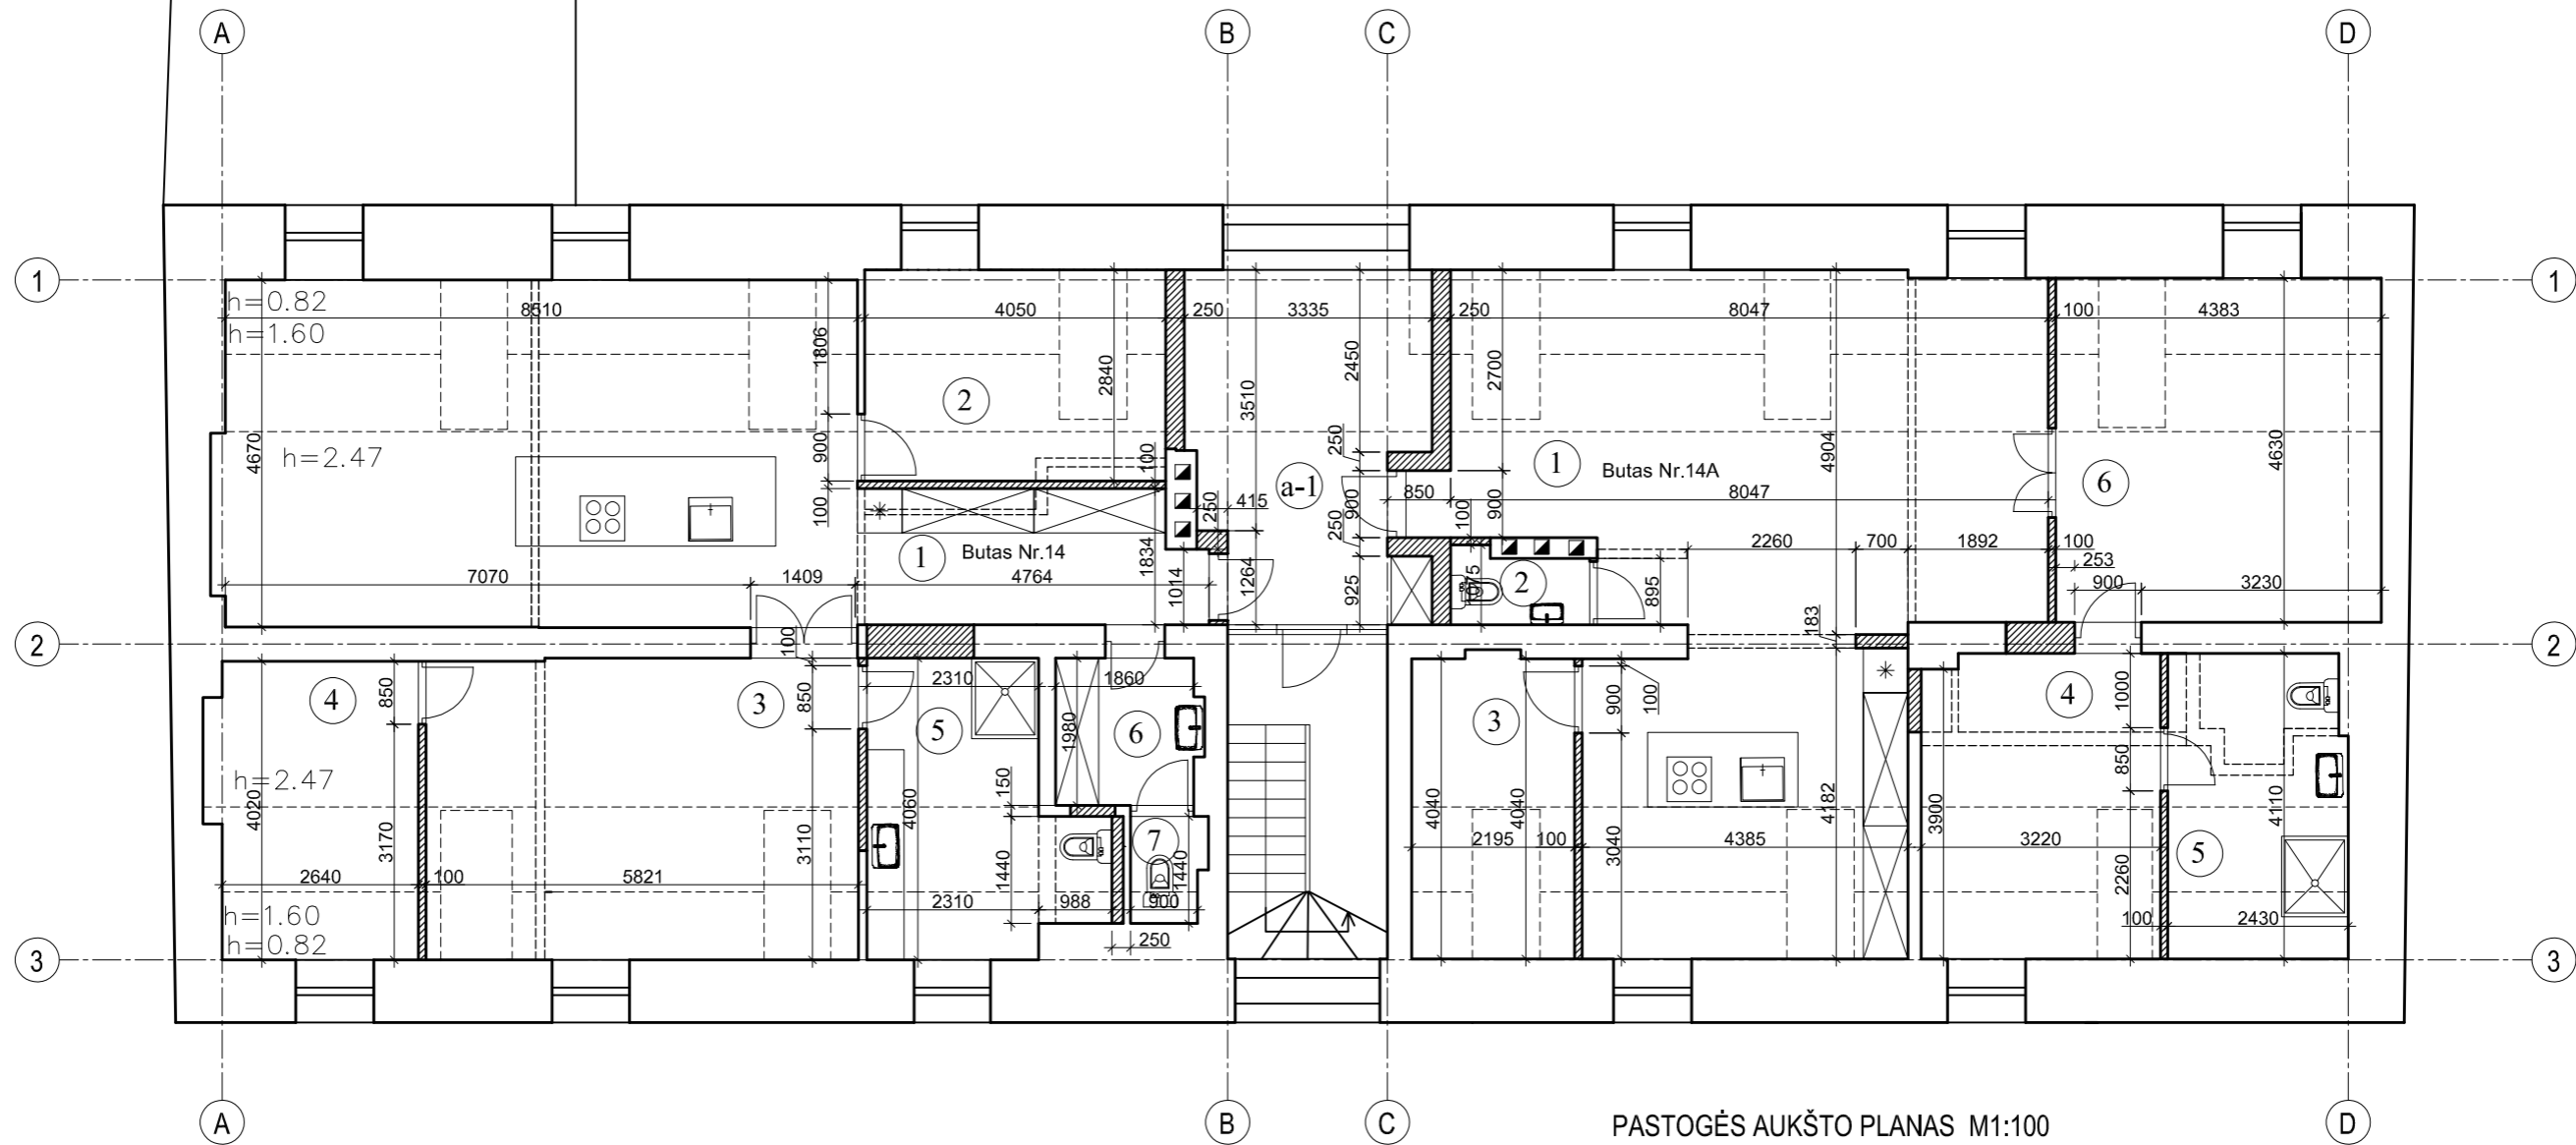 A B C D
1 1
h=0.82
8510 4050 250 3335 250 8047 100 4383
h=1.60
1806 2840 3510 2450 2700
4670 h=2.47 900 100 2 100 250 4904 4630
1 Butas Nr.14A 6
a-1
850 8047
100 250 415 900 250 100 900
1 Butas Nr.14
1834 1014 1264 925 2 895 2260 700 1892 100
253
7070 1409 4764 900 3230
183
2 2
100
4 850 3 850 2310 1860 900 100 1000 4
5 1980 6 3
h=2.47
4020 3170 3110 4060 150 4040 4040 4182 3900 850 4110
7
2195 100 3040 4385 3220 2260 5
2640 100 5821 1440 1440
2310 988 900 100 2430
h=1.60
h=0.82
250
3 3
A B C D
PASTOGĖS AUKŠTO PLANAS M1:100